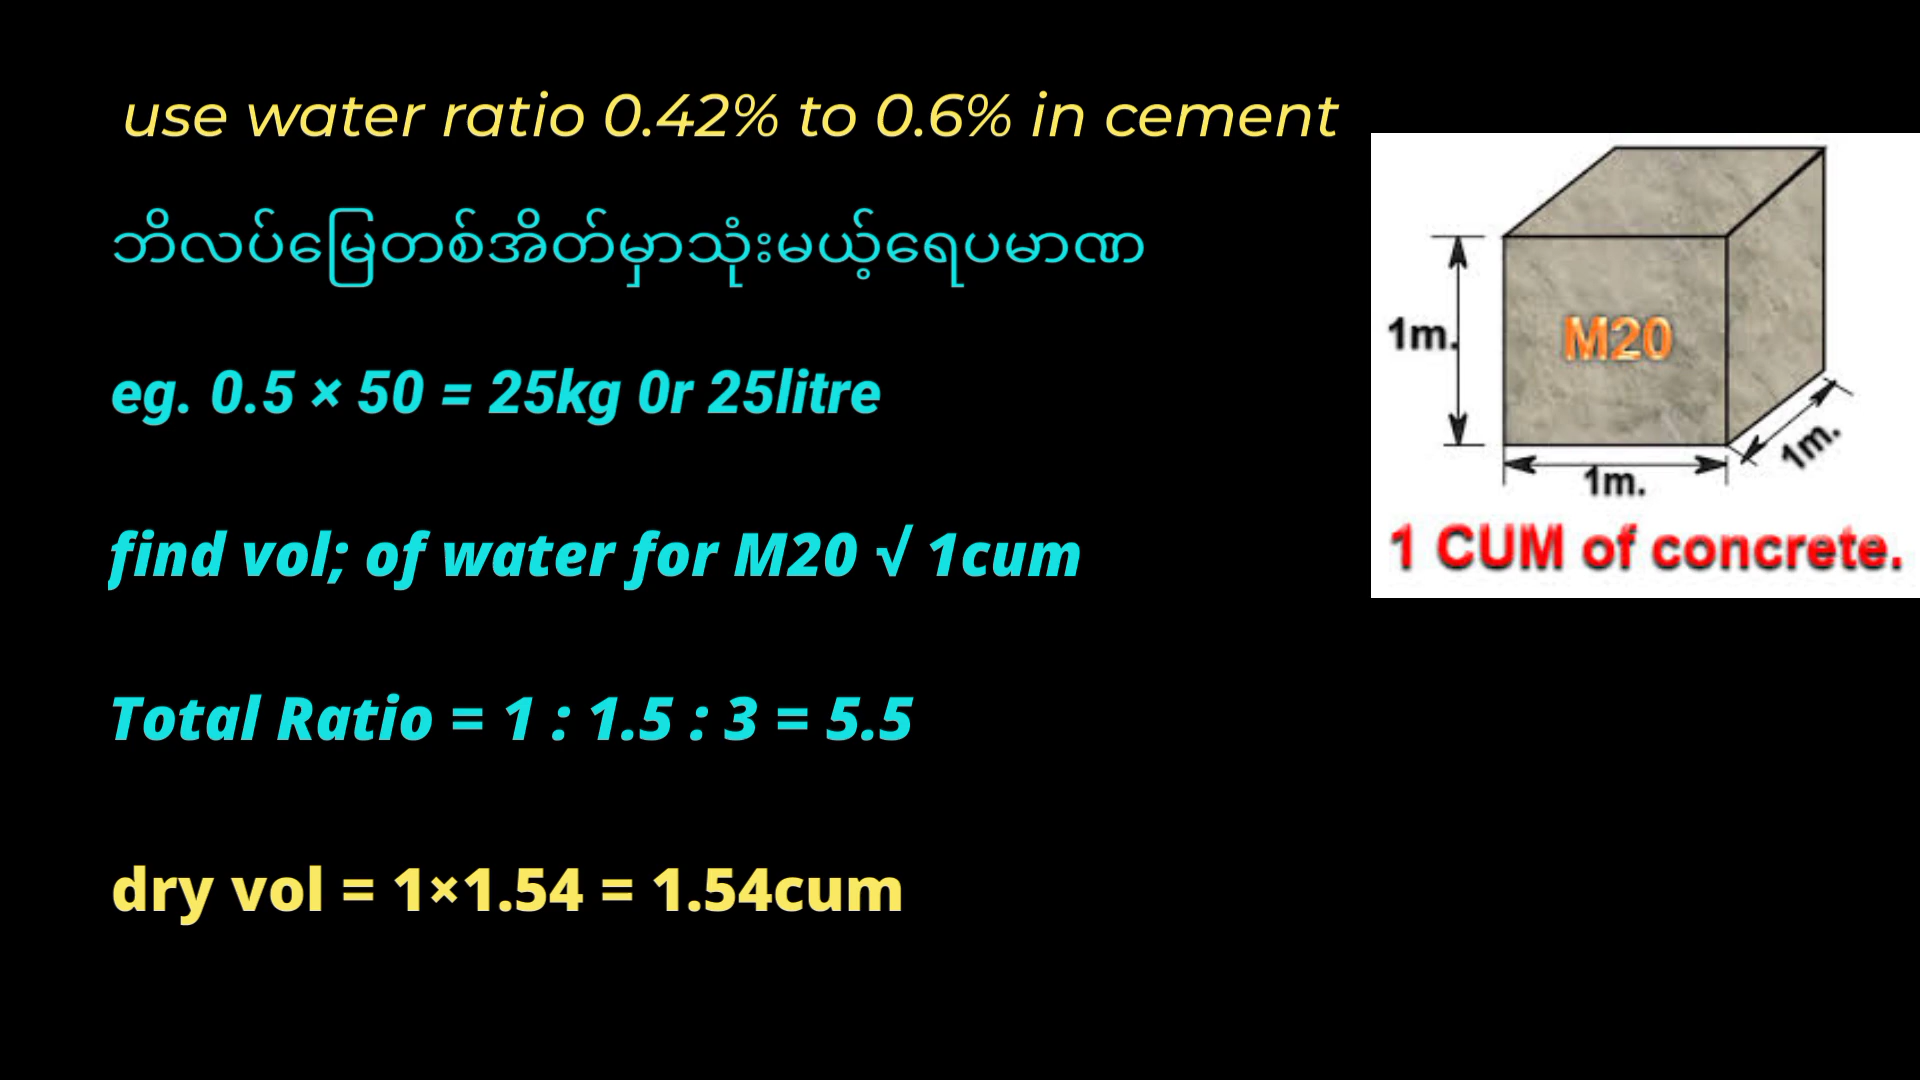 use water ratio 0.42% to 0.6% in cement
ဘိလပ်မြေတစ်အိတ်မှာသုံးမယ့်ရေပမာဏ
eg. 0.5 × 50 = 25kg 0r 25litre
find vol; of water for M20 √ 1cum
Total Ratio = 1 : 1.5 : 3 = 5.5
dry vol = 1×1.54 = 1.54cum
M20
1m.
1m.
1m.
1 CUM of concrete.